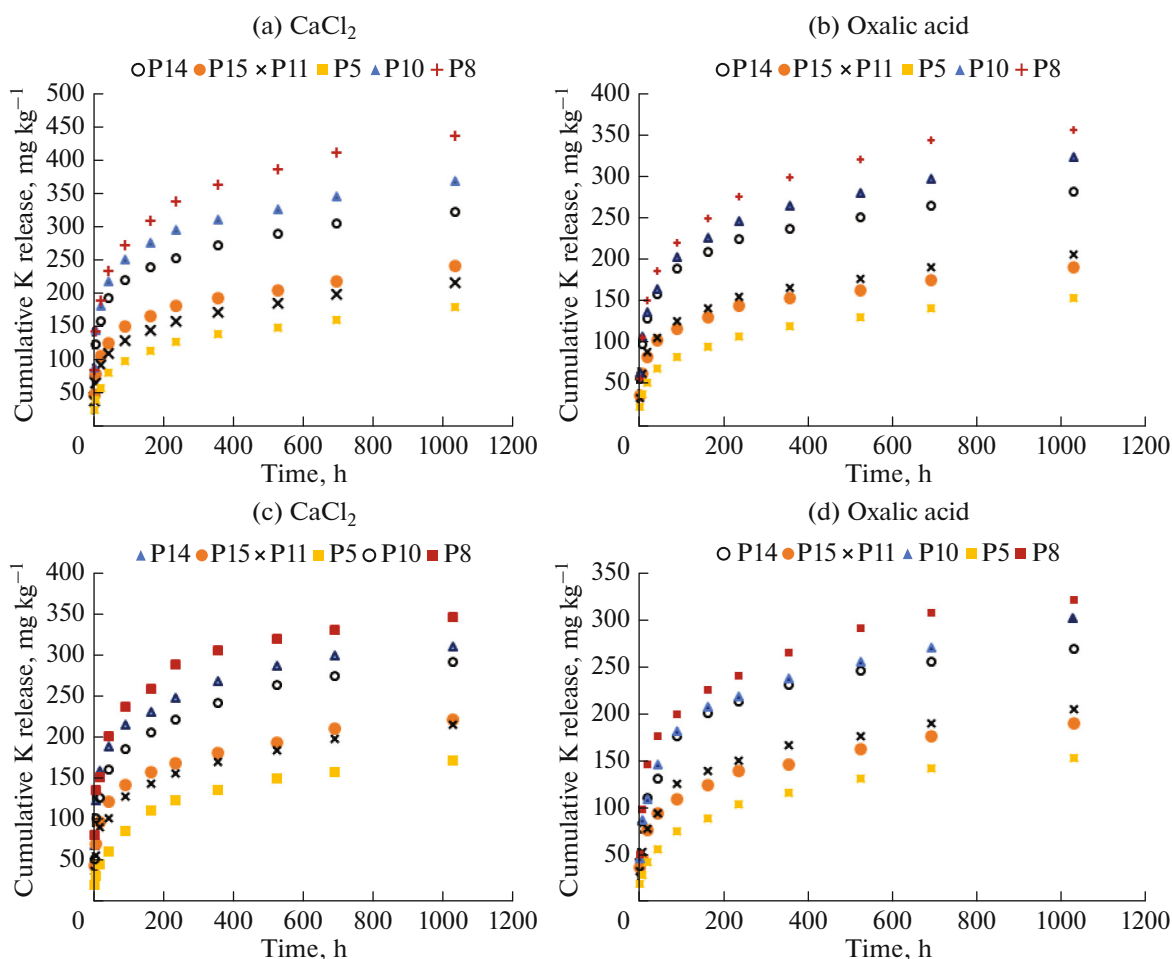 (a) CaCl₂
P14 P15 P11 P5 P10 P8
Cumulative K release, mg kg⁻¹
500
450
400
350
300
250
200
150
100
50
0 200 400 600 800 1000 1200
Time, h
(b) Oxalic acid
P14 P15 P11 P5 P10 P8
Cumulative K release, mg kg⁻¹
400
350
300
250
200
150
100
50
0 200 400 600 800 1000 1200
Time, h
(c) CaCl₂
P14 P15 P11 P5 P10 P8
Cumulative K release, mg kg⁻¹
400
350
300
250
200
150
100
50
0 200 400 600 800 1000 1200
Time, h
(d) Oxalic acid
P14 P15 P11 P10 P5 P8
Cumulative K release, mg kg⁻¹
350
300
250
200
150
100
50
0 200 400 600 800 1000 1200
Time, h